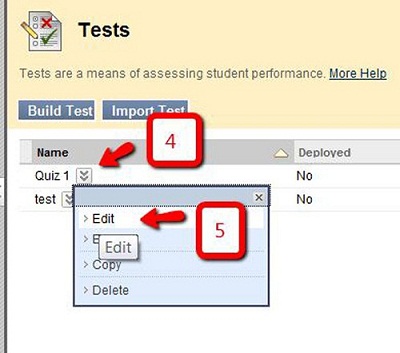 Tests
Tests are a means of assessing student performance. More Help
Build Test Import Test
4
Name Deployed
Quiz 1 No
test No
> Edit
5
Edit
> Copy
> Delete